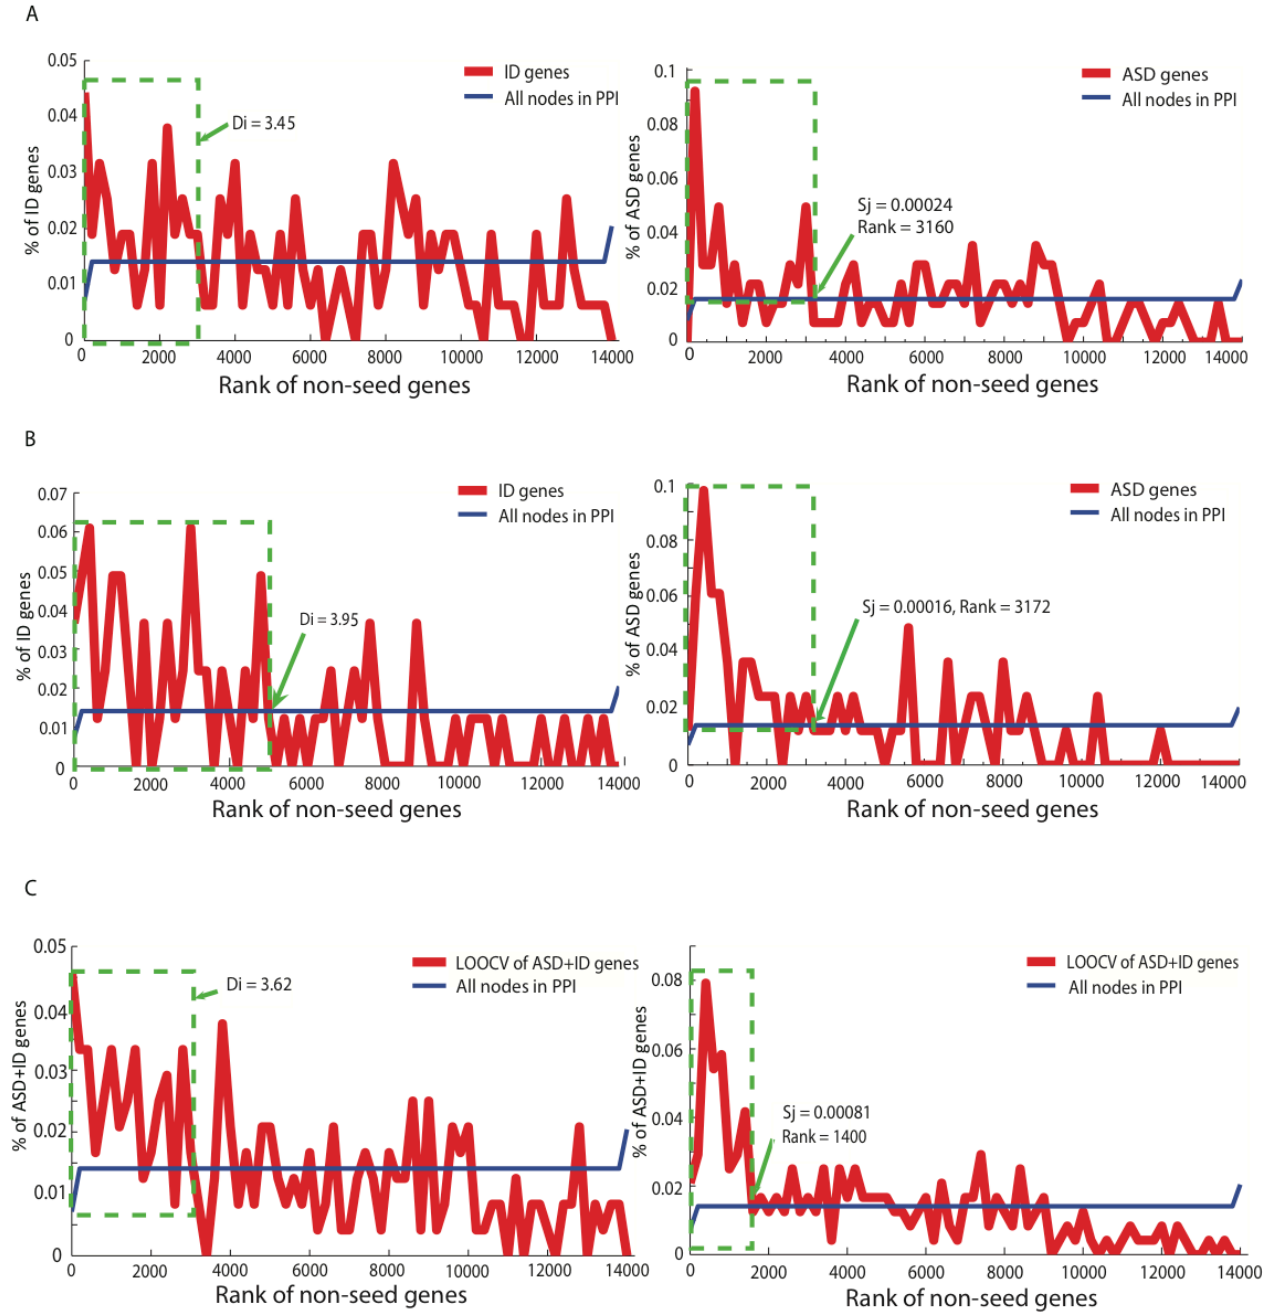 A
0.05
0.04
0.03
0.02
0.01
0
% of ID genes
ID genes
All nodes in PPI
Di = 3.45
0 2000 4000 6000 8000 10000 12000 14000
Rank of non-seed genes
0.1
0.08
0.06
0.04
0.02
0
% of ASD genes
ASD genes
All nodes in PPI
Sj = 0.00024
Rank = 3160
0 2000 4000 6000 8000 10000 12000 14000
Rank of non-seed genes
B
0.07
0.06
0.05
0.04
0.03
0.02
0.01
0
% of ID genes
ID genes
All nodes in PPI
Di = 3.95
0 2000 4000 6000 8000 10000 12000 14000
Rank of non-seed genes
0.1
0.08
0.06
0.04
0.02
0
% of ASD genes
ASD genes
All nodes in PPI
Sj = 0.00016, Rank = 3172
0 2000 4000 6000 8000 10000 12000 14000
Rank of non-seed genes
C
0.05
0.04
0.03
0.02
0.01
0
% of ASD+ID genes
LOOCV of ASD+ID genes
All nodes in PPI
Di = 3.62
0 2000 4000 6000 8000 10000 12000 14000
Rank of non-seed genes
0.08
0.06
0.04
0.02
0
% of ASD+ID genes
LOOCV of ASD+ID genes
All nodes in PPI
Sj = 0.00081
Rank = 1400
0 2000 4000 6000 8000 10000 12000 14000
Rank of non-seed genes